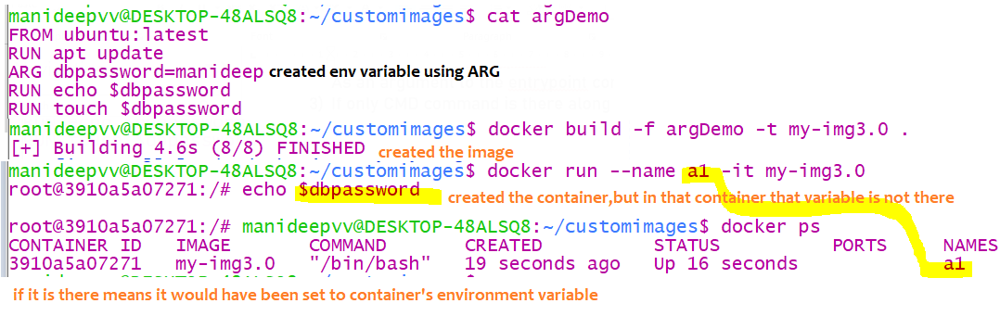 manideepvv@DESKTOP-48ALSQ8:~/customimages$ cat argDemo
FROM ubuntu:latest
RUN apt update
ARG dbpassword=manideep created env variable using ARG
RUN echo $dbpassword
RUN touch $dbpassword
manideepvv@DESKTOP-48ALSQ8:~/customimages$ docker build -f argDemo -t my-img3.0 .
[+] Building 4.6s (8/8) FINISHED created the image
manideepvv@DESKTOP-48ALSQ8:~/customimages$ docker run --name a1 -it my-img3.0
root@3910a5a07271:/# echo $dbpassword created the container,but in that container that variable is not there
root@3910a5a07271:/# manideepvv@DESKTOP-48ALSQ8:~/customimages$ docker ps
CONTAINER ID IMAGE COMMAND CREATED STATUS PORTS NAMES
3910a5a07271 my-img3.0 "/bin/bash" 19 seconds ago Up 16 seconds a1
if it is there means it would have been set to container's environment variable